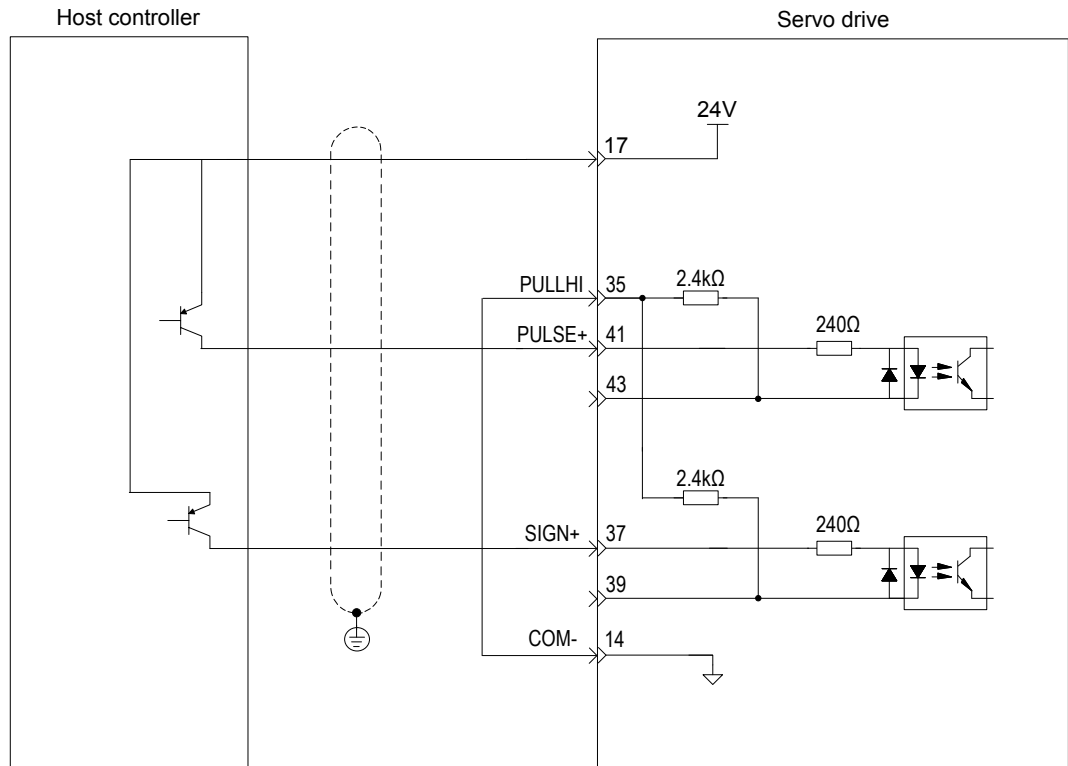 Host controller
Servo drive
24V
17
PULLHI 35 2.4kΩ
PULSE+ 41 240Ω
43
2.4kΩ
SIGN+ 37 240Ω
39
COM- 14